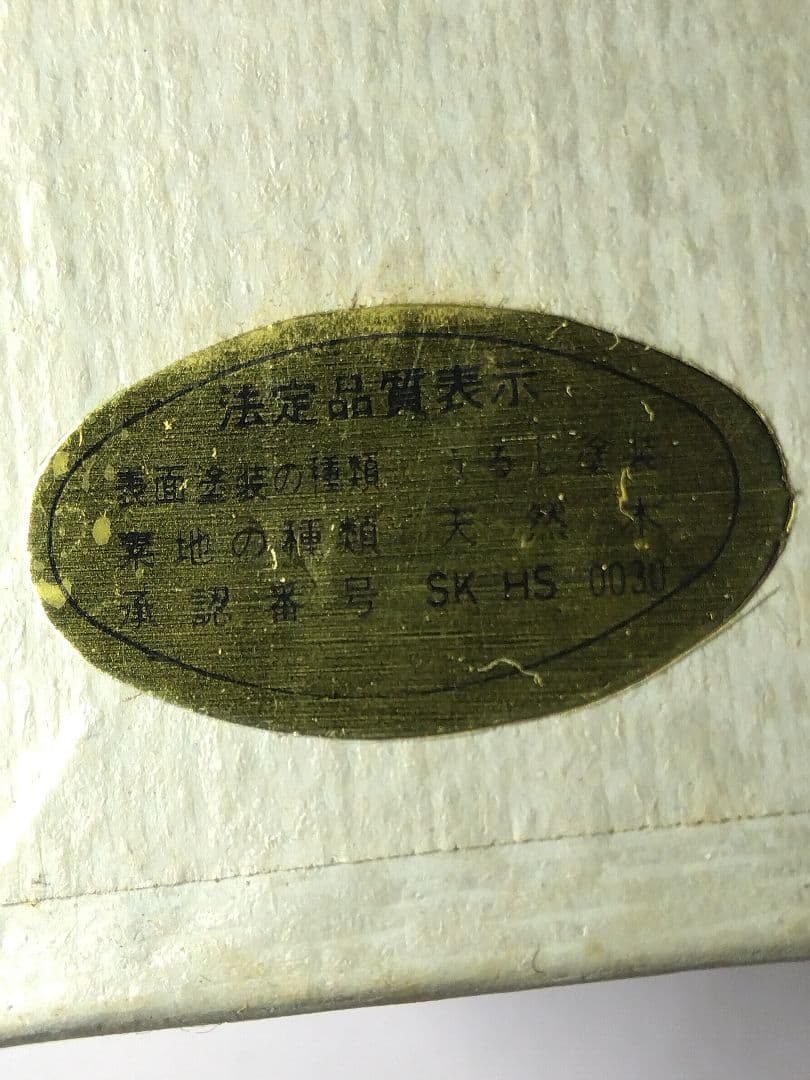 法定品質表示
表面塗装の種類 うるし塗装
素地の種類 天然木
承認番号 SK HS 0030